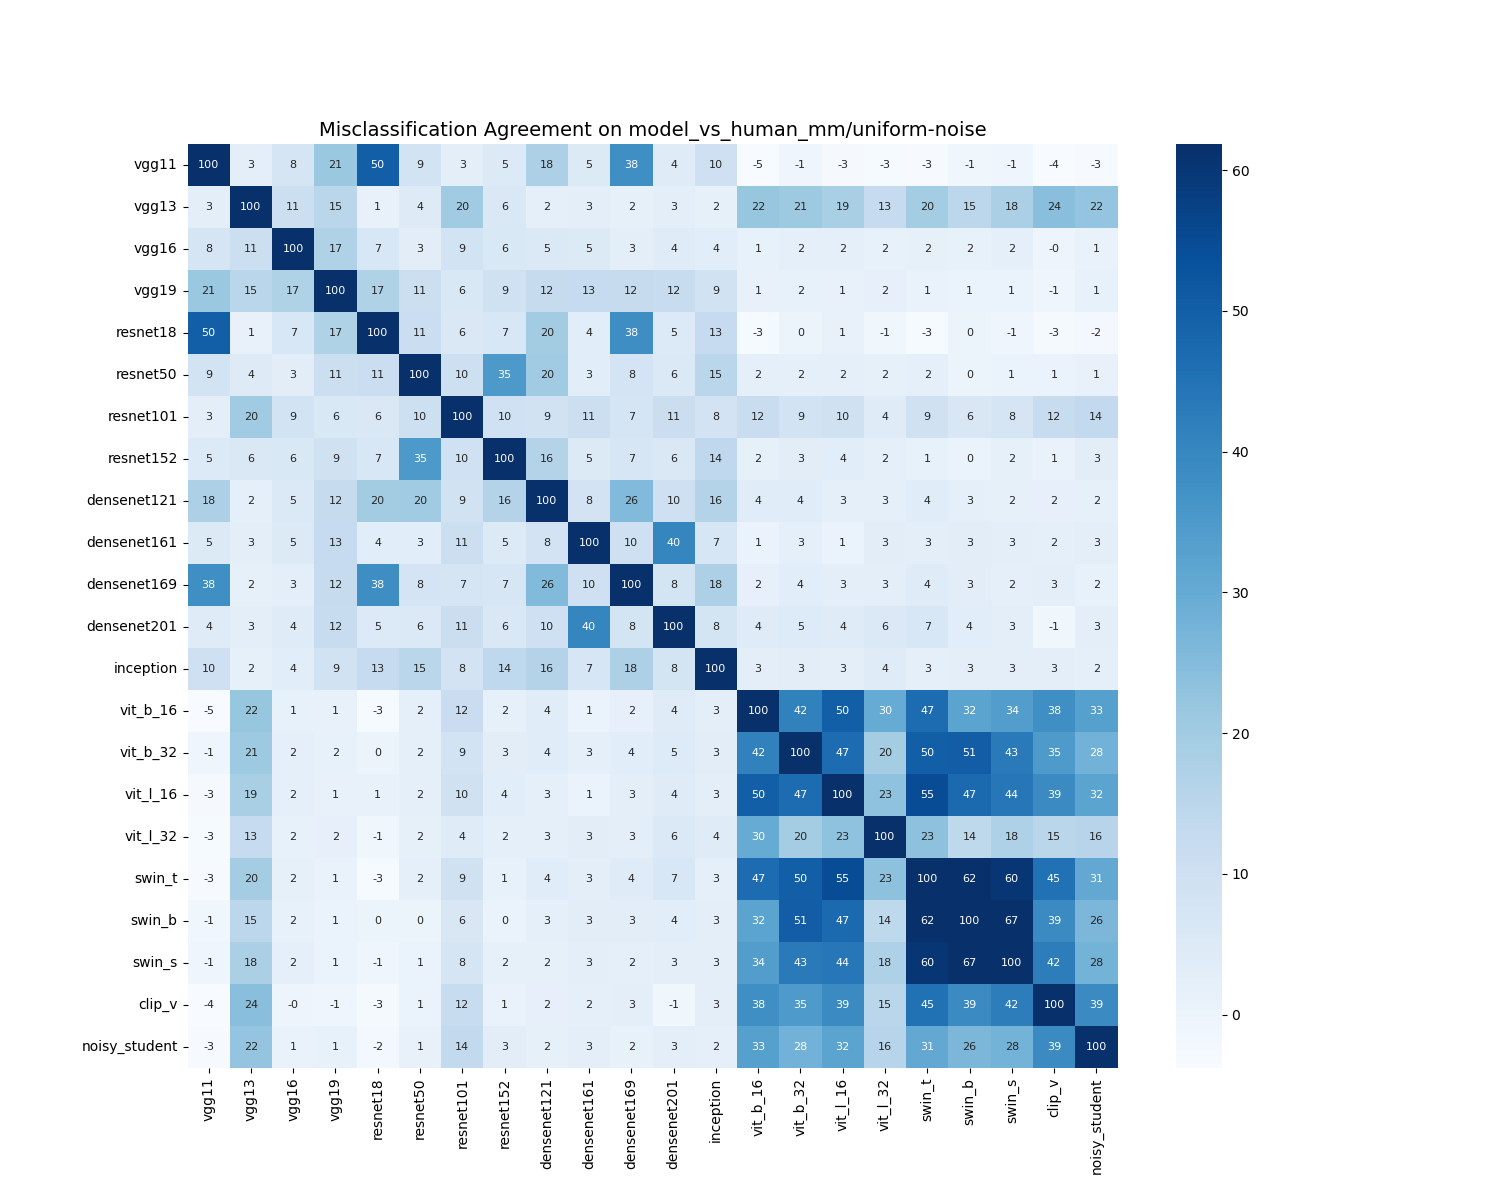 Misclassification Agreement on model_vs_human_mm/uniform-noise
vgg11 100 3 8 21 50 9 3 5 18 5 38 4 10 -5 -1 -3 -3 -3 -1 -1 -4 -3
vgg13 3 100 11 15 1 4 20 6 2 3 2 3 2 22 21 19 13 20 15 18 24 22
vgg16 8 11 100 17 7 3 9 6 5 5 3 4 4 1 2 2 2 2 2 2 -0 1
vgg19 21 15 17 100 17 11 6 9 12 13 12 12 9 1 2 1 2 1 1 1 -1 1
resnet18 50 1 7 17 100 11 6 7 20 4 38 5 13 -3 0 1 -1 -3 0 -1 -3 -2
resnet50 9 4 3 11 11 100 10 35 20 3 8 6 15 2 2 2 2 2 0 1 1 1
resnet101 3 20 9 6 6 10 100 10 9 11 7 11 8 12 9 10 4 9 6 8 12 14
resnet152 5 6 6 9 7 35 10 100 16 5 7 6 14 2 3 4 2 1 0 2 1 3
densenet121 18 2 5 12 20 20 9 16 100 8 26 10 16 4 4 3 3 4 3 2 2 2
densenet161 5 3 5 13 4 3 11 5 8 100 10 40 7 1 3 1 3 3 3 3 2 3
densenet169 38 2 3 12 38 8 7 7 26 10 100 8 18 2 4 3 3 4 3 2 3 2
densenet201 4 3 4 12 5 6 11 6 10 40 8 100 8 4 5 4 6 7 4 3 -1 3
inception 10 2 4 9 13 15 8 14 16 7 18 8 100 3 3 3 4 3 3 3 3 2
vit_b_16 -5 22 1 1 -3 2 12 2 4 1 2 4 3 100 42 50 30 47 32 34 38 33
vit_b_32 -1 21 2 2 0 2 9 3 4 3 4 5 3 42 100 47 20 50 51 43 35 28
vit_l_16 -3 19 2 1 1 2 10 4 3 1 3 4 3 50 47 100 23 55 47 44 39 32
vit_l_32 -3 13 2 2 -1 2 4 2 3 3 3 6 4 30 20 23 100 23 14 18 15 16
swin_t -3 20 2 1 -3 2 9 1 4 3 4 7 3 47 50 55 23 100 62 60 45 31
swin_b -1 15 2 1 0 0 6 0 3 3 3 4 3 32 51 47 14 62 100 67 39 26
swin_s -1 18 2 1 -1 1 8 2 2 3 2 3 3 34 43 44 18 60 67 100 42 28
clip_v -4 24 -0 -1 -3 1 12 1 2 2 3 -1 3 38 35 39 15 45 39 42 100 39
noisy_student -3 22 1 1 -2 1 14 3 2 3 2 3 2 33 28 32 16 31 26 28 39 100
vgg11 vgg13 vgg16 vgg19 resnet18 resnet50 resnet101 resnet152 densenet121 densenet161 densenet169 densenet201 inception vit_b_16 vit_b_32 vit_l_16 vit_l_32 swin_t swin_b swin_s clip_v noisy_student
60
50
40
30
20
10
0